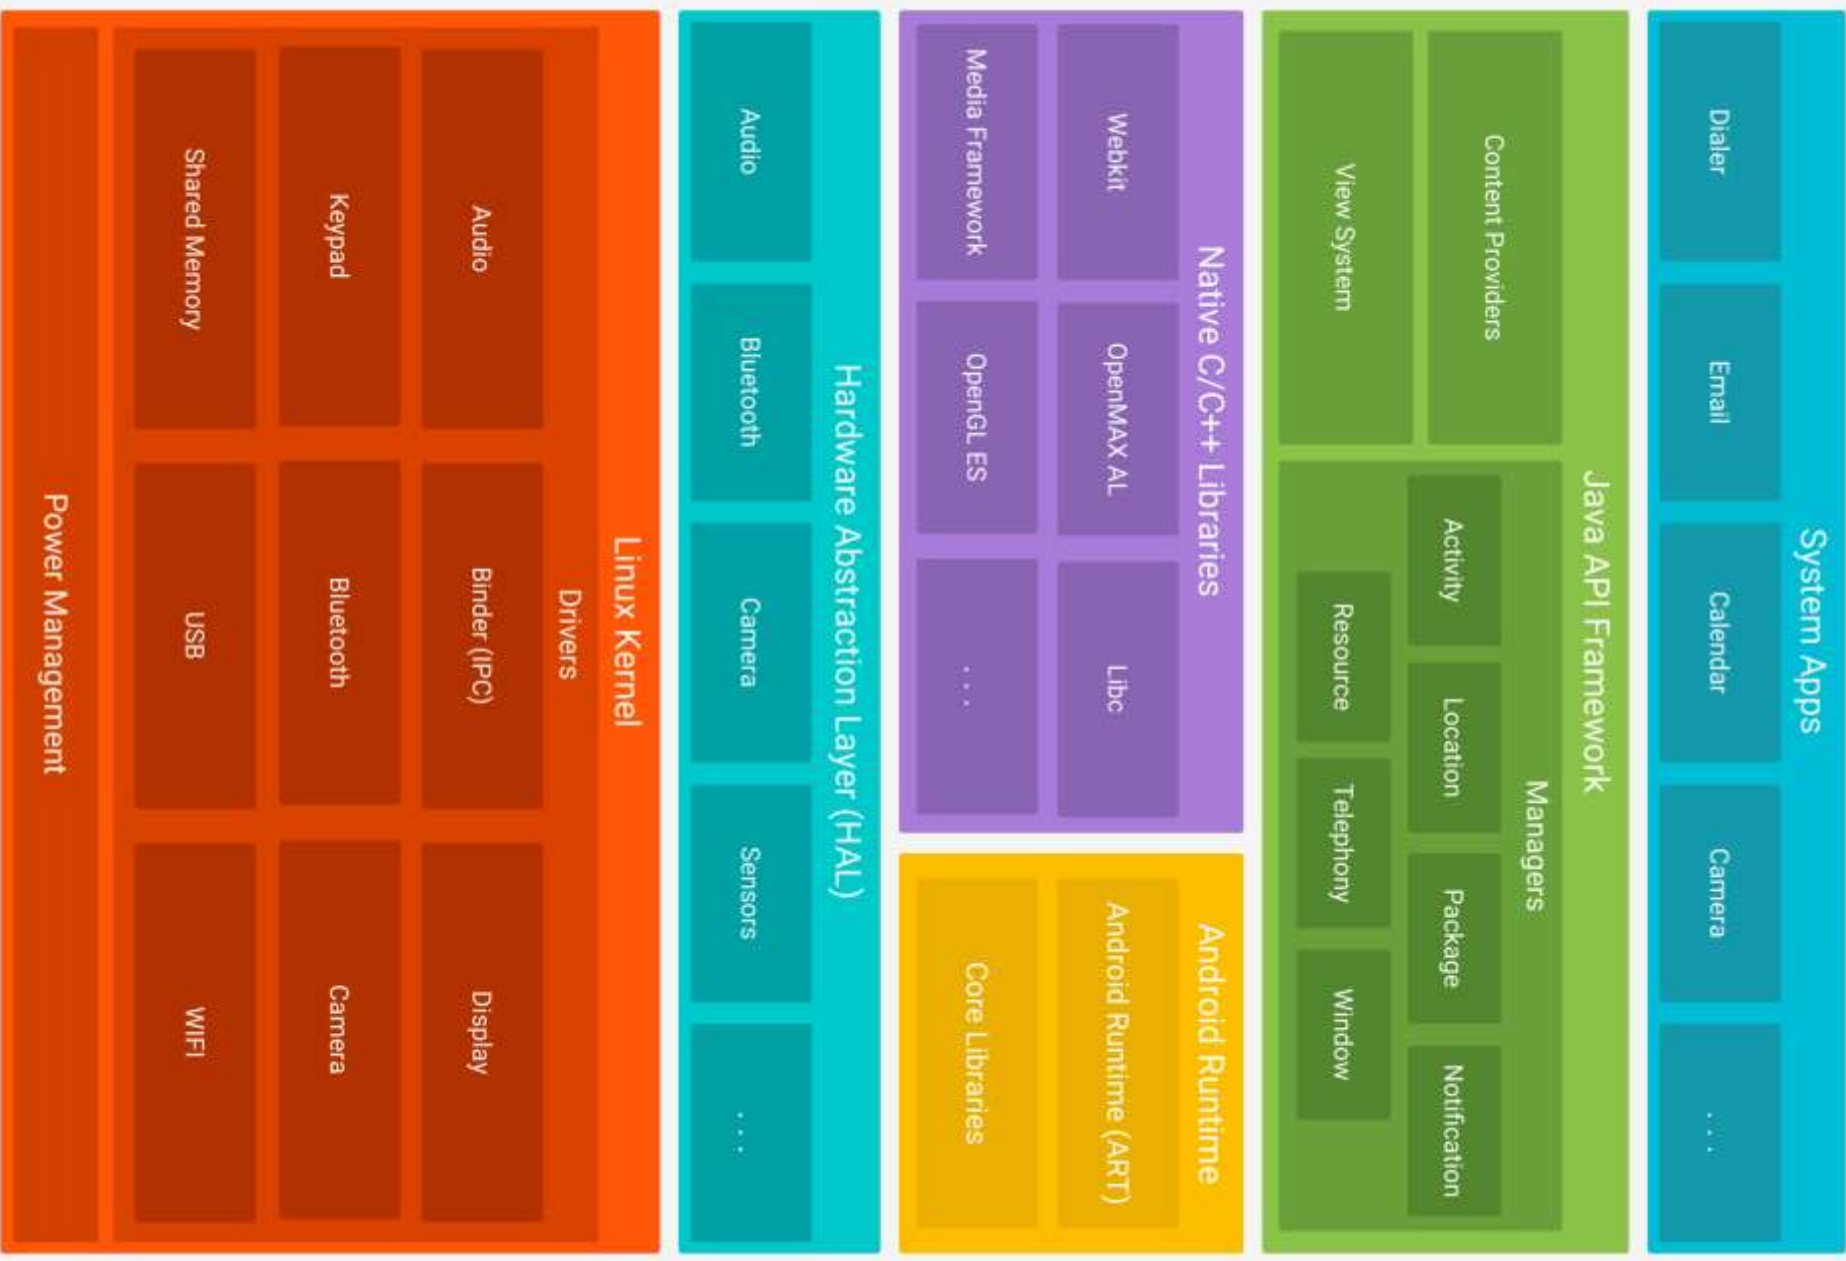 System Apps
Dialer
Email
Calendar
Camera
. . .
Java API Framework
Content Providers
View System
Managers
Activity
Location
Package
Notification
Resource
Telephony
Window
Native C/C++ Libraries
Webkit
OpenMAX AL
Libc
Media Framework
OpenGL ES
. . .
Android Runtime
Android Runtime (ART)
Core Libraries
Hardware Abstraction Layer (HAL)
Audio
Bluetooth
Camera
Sensors
. . .
Linux Kernel
Drivers
Audio
Binder (IPC)
Display
Keypad
Bluetooth
Camera
Shared Memory
USB
WIFI
Power Management